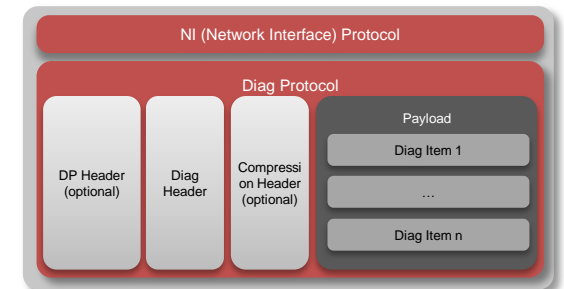 NI (Network Interface) Protocol
Diag Protocol
DP Header
(optional)
Diag
Header
Compressi
on Header
(optional)
Payload
Diag Item 1
…
Diag Item n